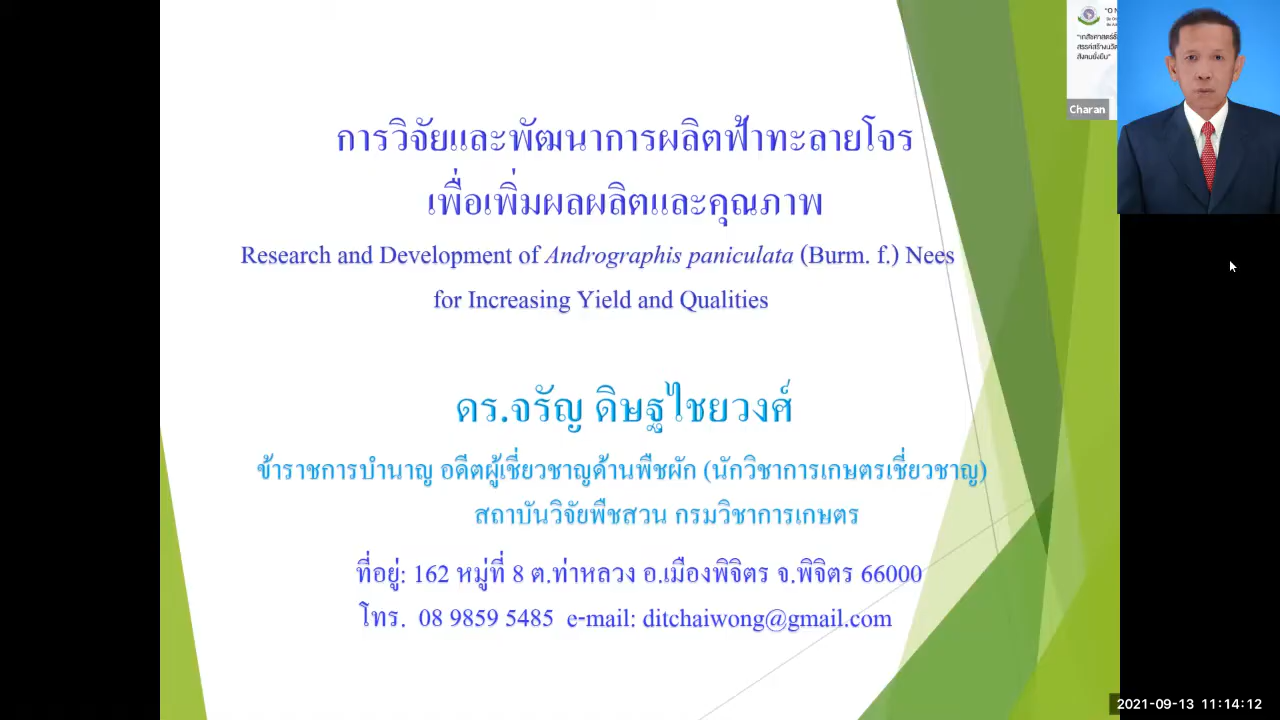 การวิจัยและพัฒนาการผลิตฟ้าทะลายโจร
เพื่อเพิ่มผลผลิตและคุณภาพ
Research and Development of Andrographis paniculata (Burm. f.) Nees
for Increasing Yield and Qualities
ดร.จรัญ ดิษฐไชยวงศ์
ข้าราชการบำนาญ อดีตผู้เชี่ยวชาญด้านพืชผัก (นักวิชาการเกษตรเชี่ยวชาญ)
สถาบันวิจัยพืชสวน กรมวิชาการเกษตร
ที่อยู่: 162 หมู่ที่ 8 ต.ท่าหลวง อ.เมืองพิจิตร จ.พิจิตร 66000
โทร. 08 9859 5485 e-mail: ditchaiwong@gmail.com
Charan
2021-09-13 11:14:12